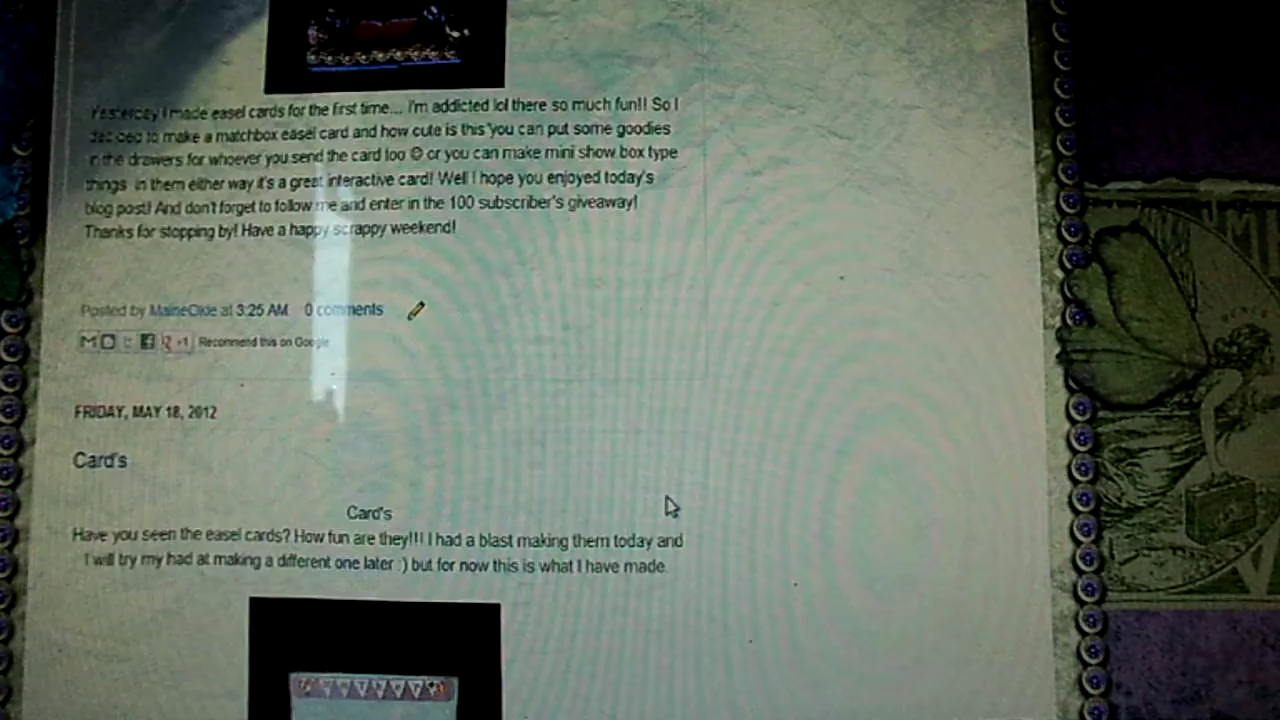 Yesterday I made easel cards for the first time... I'm addicted lol there so much fun!! So I
decided to make a matchbox easel card and how cute is this you can put some goodies
in the drawers for whoever you send the card too ☺ or you can make mini show box type
things in them either way it's a great interactive card! Well I hope you enjoyed today's
blog post! And don't forget to follow me and enter in the 100 subscriber's giveaway!
Thanks for stopping by! Have a happy scrappy weekend!
Posted by MaineOkie at 3:25 AM 0 comments
+1 Recommend this on Google
FRIDAY, MAY 18, 2012
Card's
Card's
Have you seen the easel cards? How fun are they!!! I had a blast making them today and
I will try my had at making a different one later :) but for now this is what I have made.